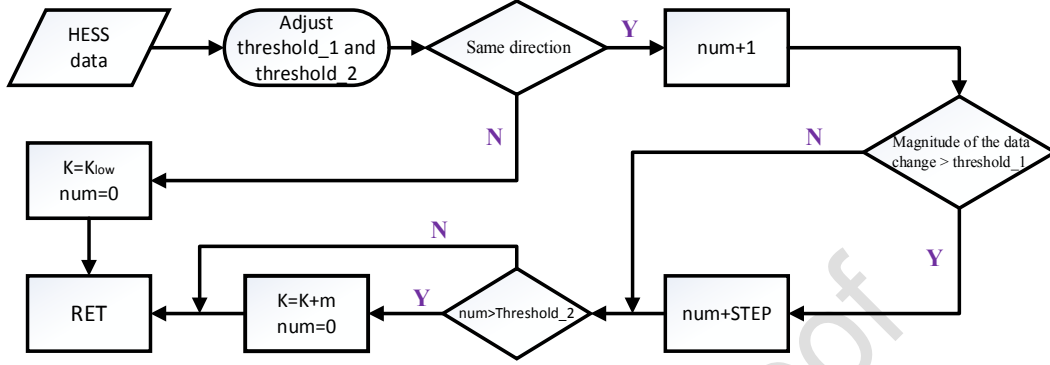 HESS
data
Adjust
threshold_1 and
threshold_2
Same direction
Y
num+1
N
Magnitude of the data
change > threshold_1
N
Y
K=Klow
num=0
N
RET
K=K+m
num=0
Y
num>Threshold_2
num+STEP